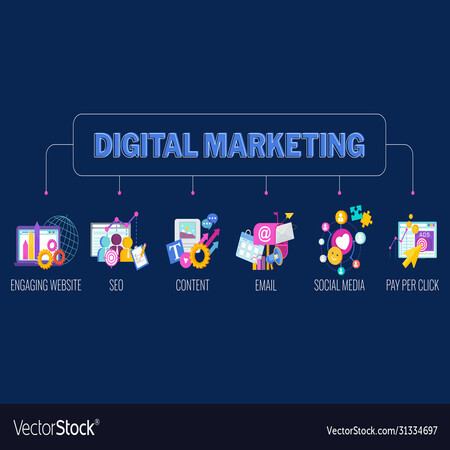 DIGITAL MARKETING
ADS
T
@
ENGAGING WEBSITE
SEO
CONTENT
EMAIL
SOCIAL MEDIA
PAY PER CLICK
VectorStock®
VectorStock.com/31334697